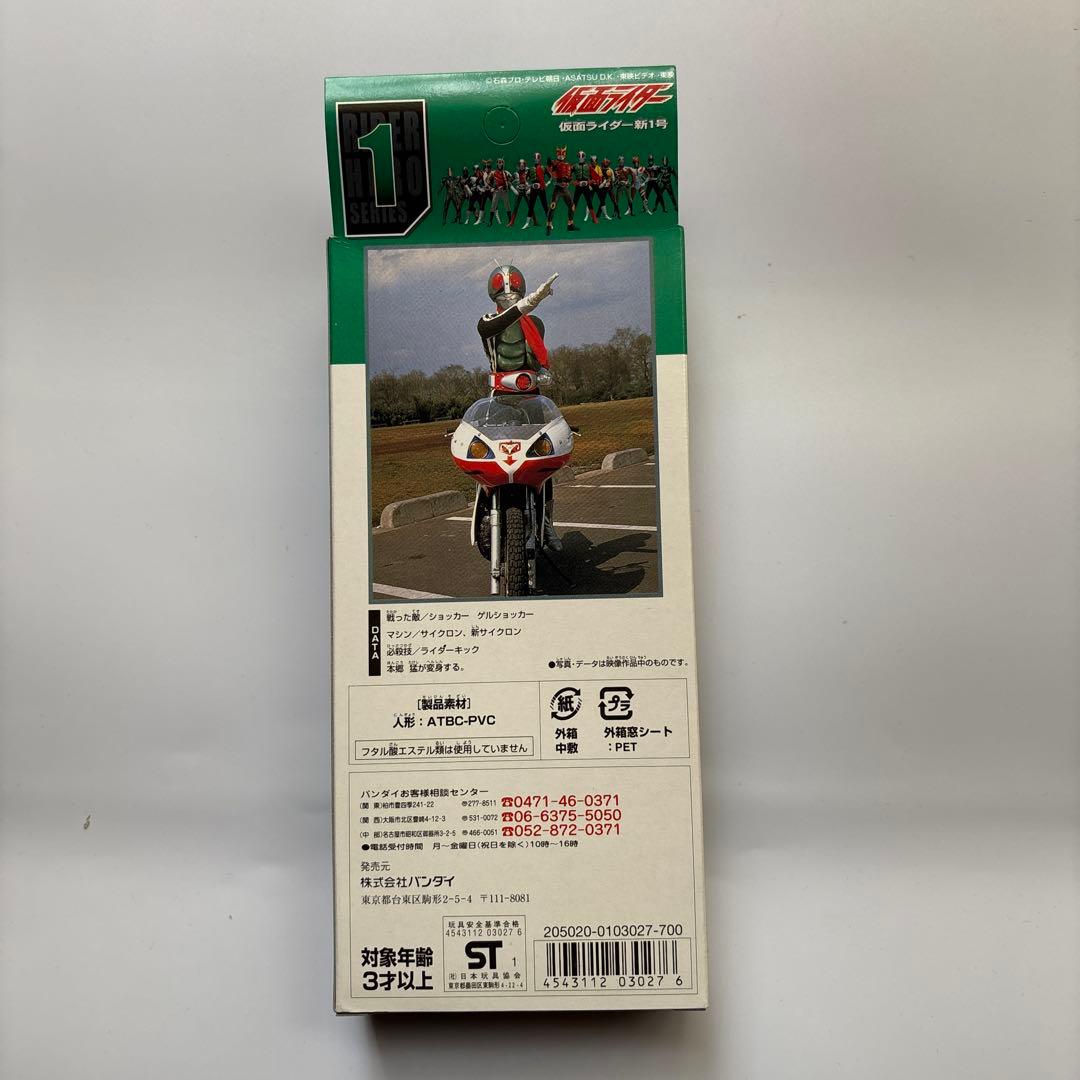 ©石森プロ・テレビ朝日・ASATSU D.K.・東映ビデオ・東映
仮面ライダー
仮面ライダー新1号
RIDER HERO SERIES
1
DATA
戦った敵／ショッカー ゲルショッカー
マシン／サイクロン、新サイクロン
必殺技／ライダーキック
本郷 猛が変身する。
●写真・データは映像作品中のものです。
[製品素材]
人形：ATBC-PVC
フタル酸エステル類は使用していません
紙
外箱
中敷
プラ
外箱窓シート
：PET
バンダイお客様相談センター
(関 東)柏市豊四季241-22 〒277-8511 ☎0471-46-0371
(関 西)大阪市北区豊崎4-12-3 〒531-0072 ☎06-6375-5050
(中 部)名古屋市昭和区御器所3-2-5 〒466-0051 ☎052-872-0371
●電話受付時間 月～金曜日(祝日を除く)10時～16時
発売元
株式会社バンダイ
東京都台東区駒形2-5-4 〒111-8081
対象年齢
3才以上
玩具安全基準合格
4543112 03027 6
ST 1
(社)日本玩具協会
東京都墨田区東駒形4-22-4
205020-0103027-700
4543112 03027 6